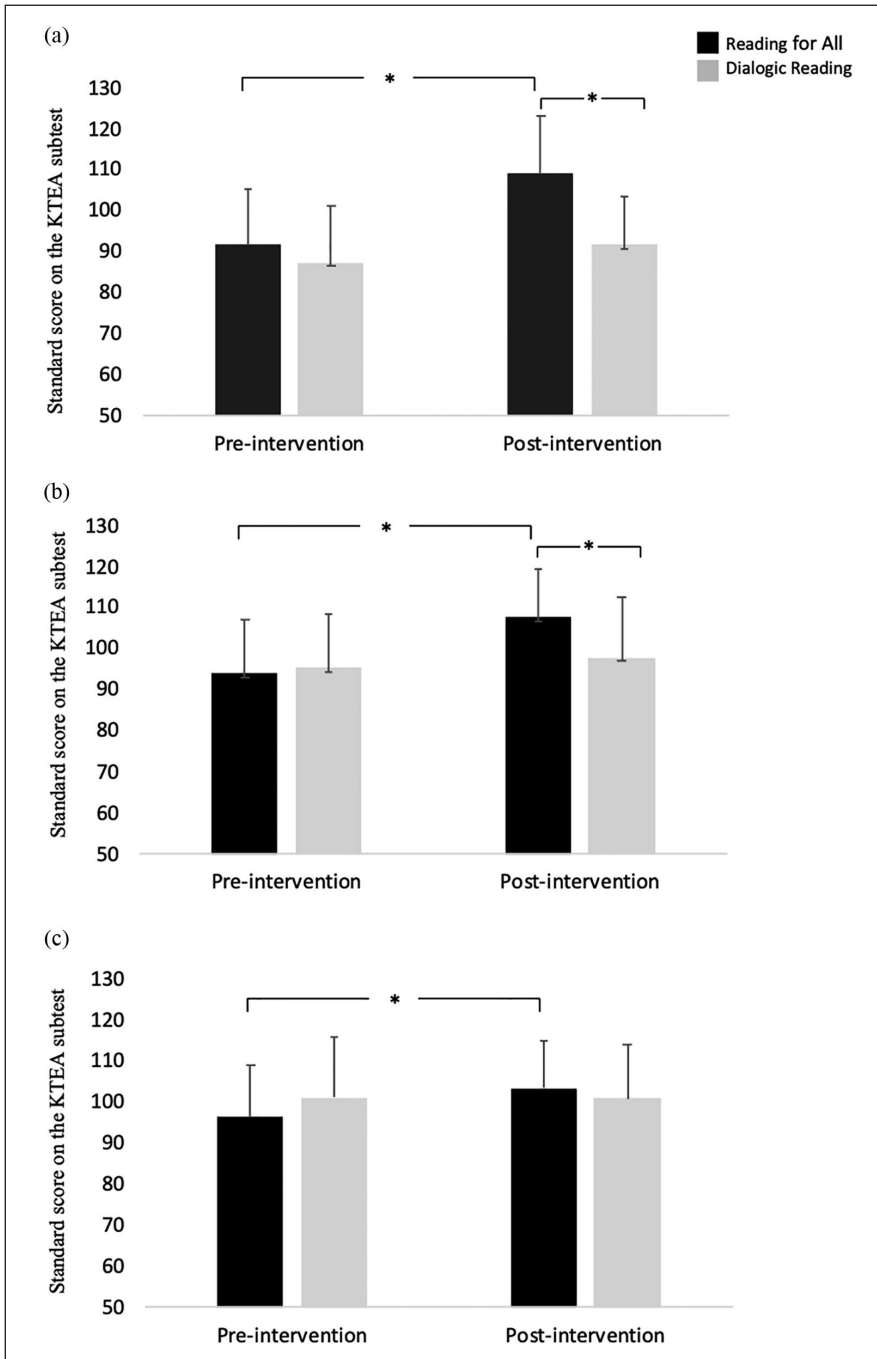 (a)
Reading for All
Dialogic Reading
*
*
Standard score on the KTEA subtest
130
120
110
100
90
80
70
60
50
Pre-intervention Post-intervention
(b)
*
*
Standard score on the KTEA subtest
130
120
110
100
90
80
70
60
50
Pre-intervention Post-intervention
(c)
*
Standard score on the KTEA subtest
130
120
110
100
90
80
70
60
50
Pre-intervention Post-intervention